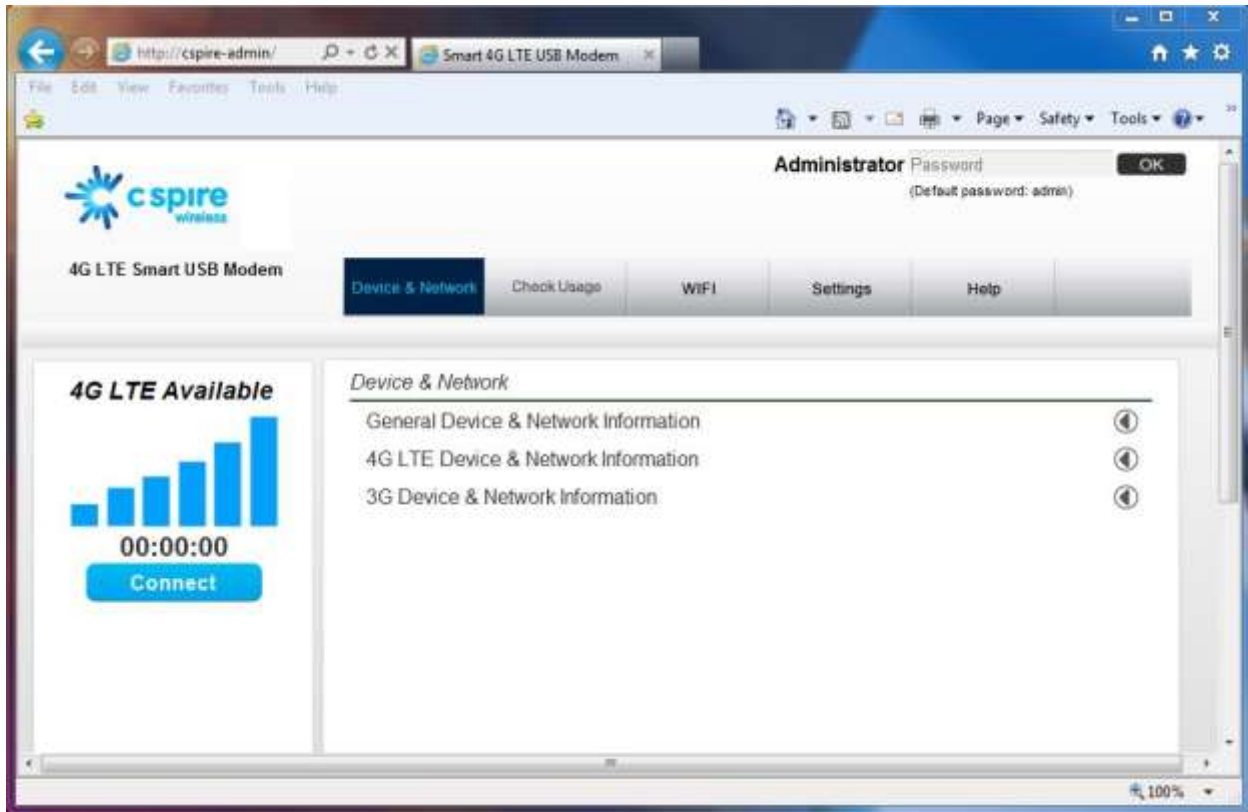 http://cspire-admin/
Smart 4G LTE USB Modem
File Edit View Favorites Tools Help
Page Safety Tools
Administrator Password OK
(Default password: admin)
c spire
wireless
4G LTE Smart USB Modem
Device & Network Check Usage WIFI Settings Help
4G LTE Available
00:00:00
Connect
Device & Network
General Device & Network Information
4G LTE Device & Network Information
3G Device & Network Information
100%